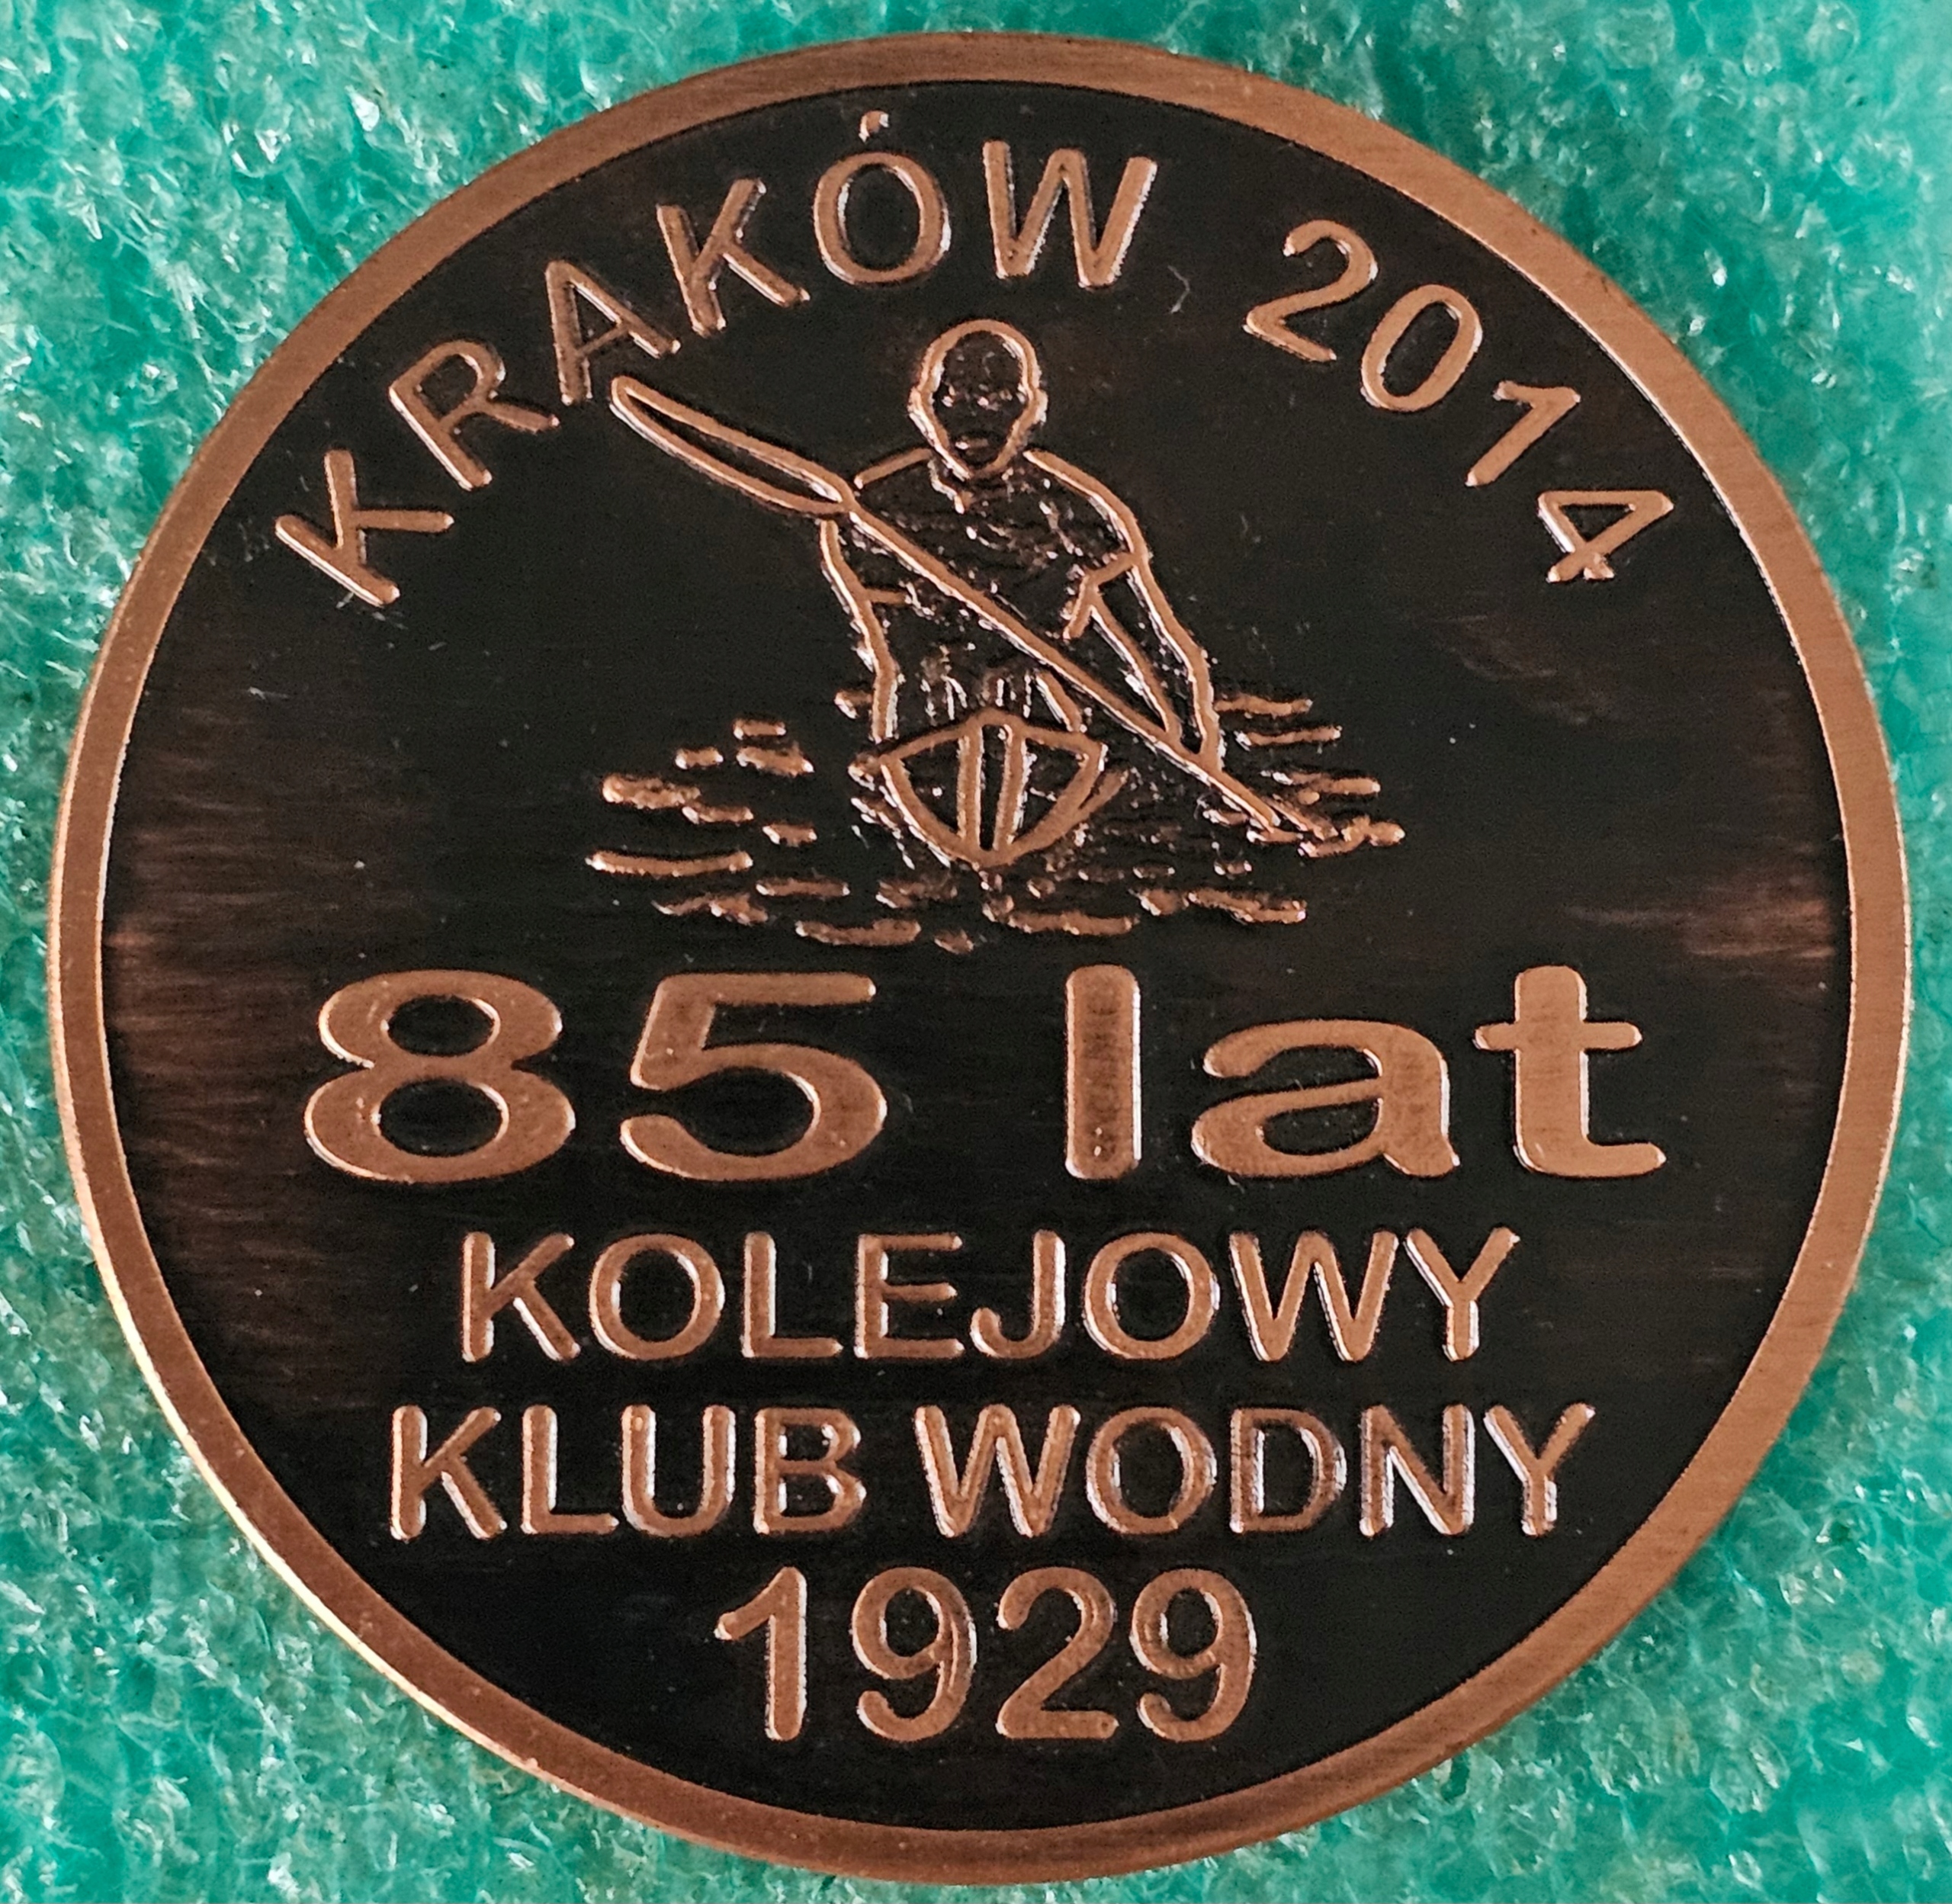 KRAKÓW 2014
85 lat
KOLEJOWY
KLUB WODNY
1929